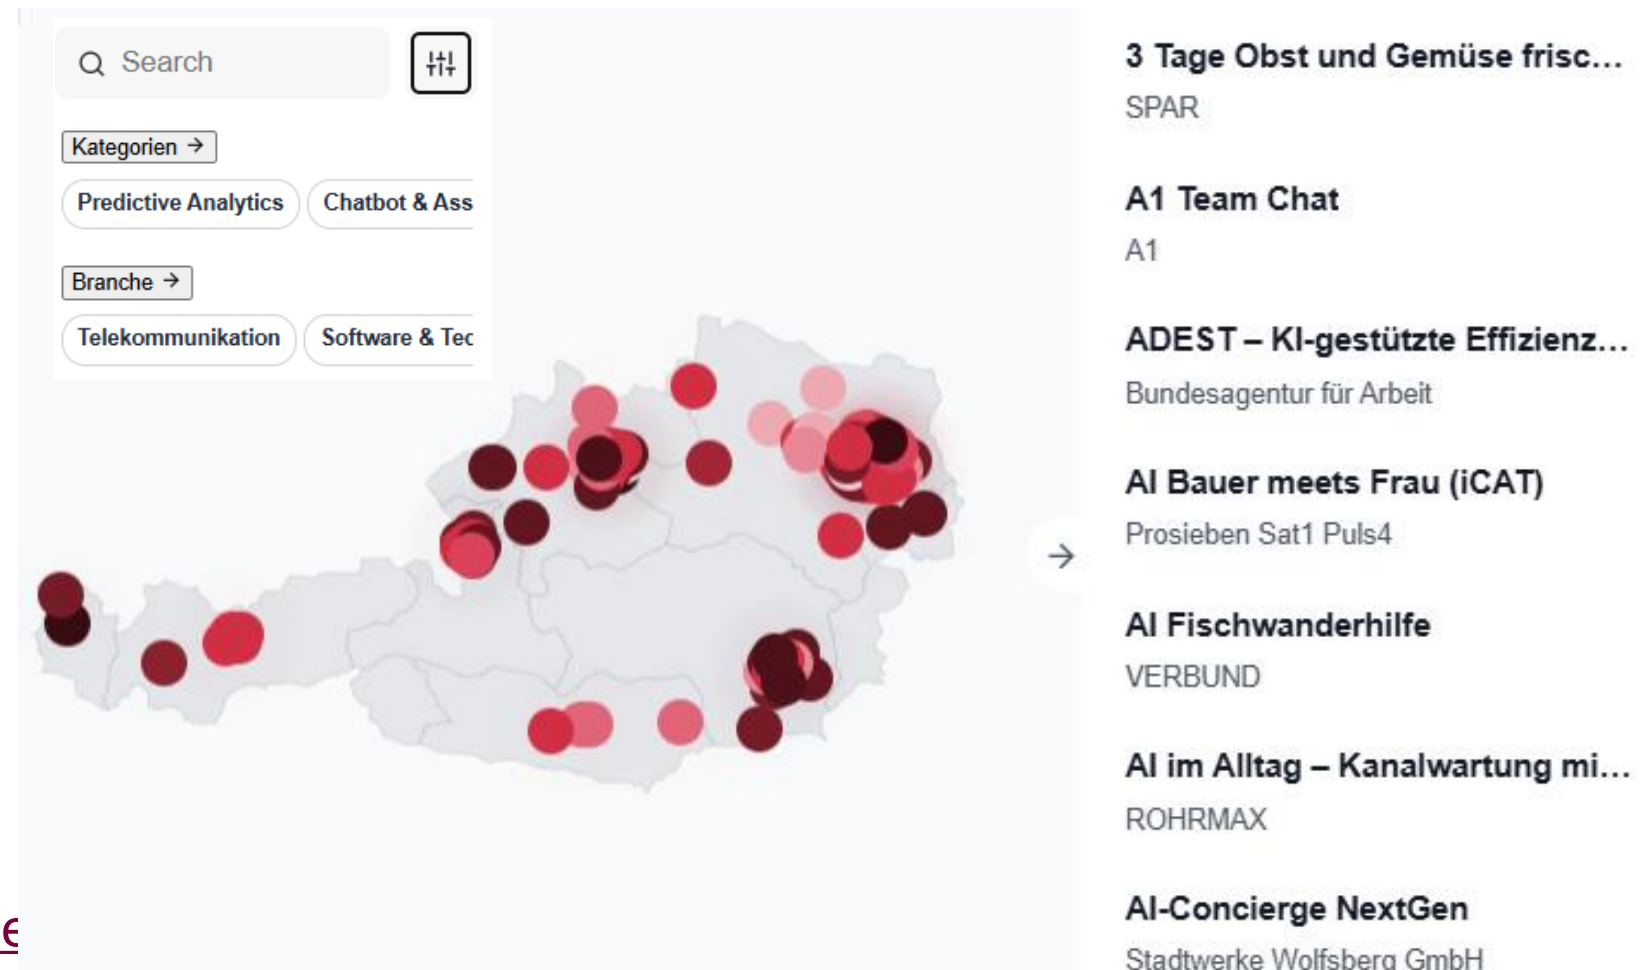 Search
Kategorien →
Predictive Analytics
Chatbot & Ass
Branche →
Telekommunikation
Software & Tec
3 Tage Obst und Gemüse frisc...
SPAR
A1 Team Chat
A1
ADEST – KI-gestützte Effizienz...
Bundesagentur für Arbeit
AI Bauer meets Frau (iCAT)
Prosieben Sat1 Puls4
AI Fischwanderhilfe
VERBUND
AI im Alltag – Kanalwartung mi...
ROHRMAX
AI-Concierge NextGen
Stadtwerke Wolfsberg GmbH
e